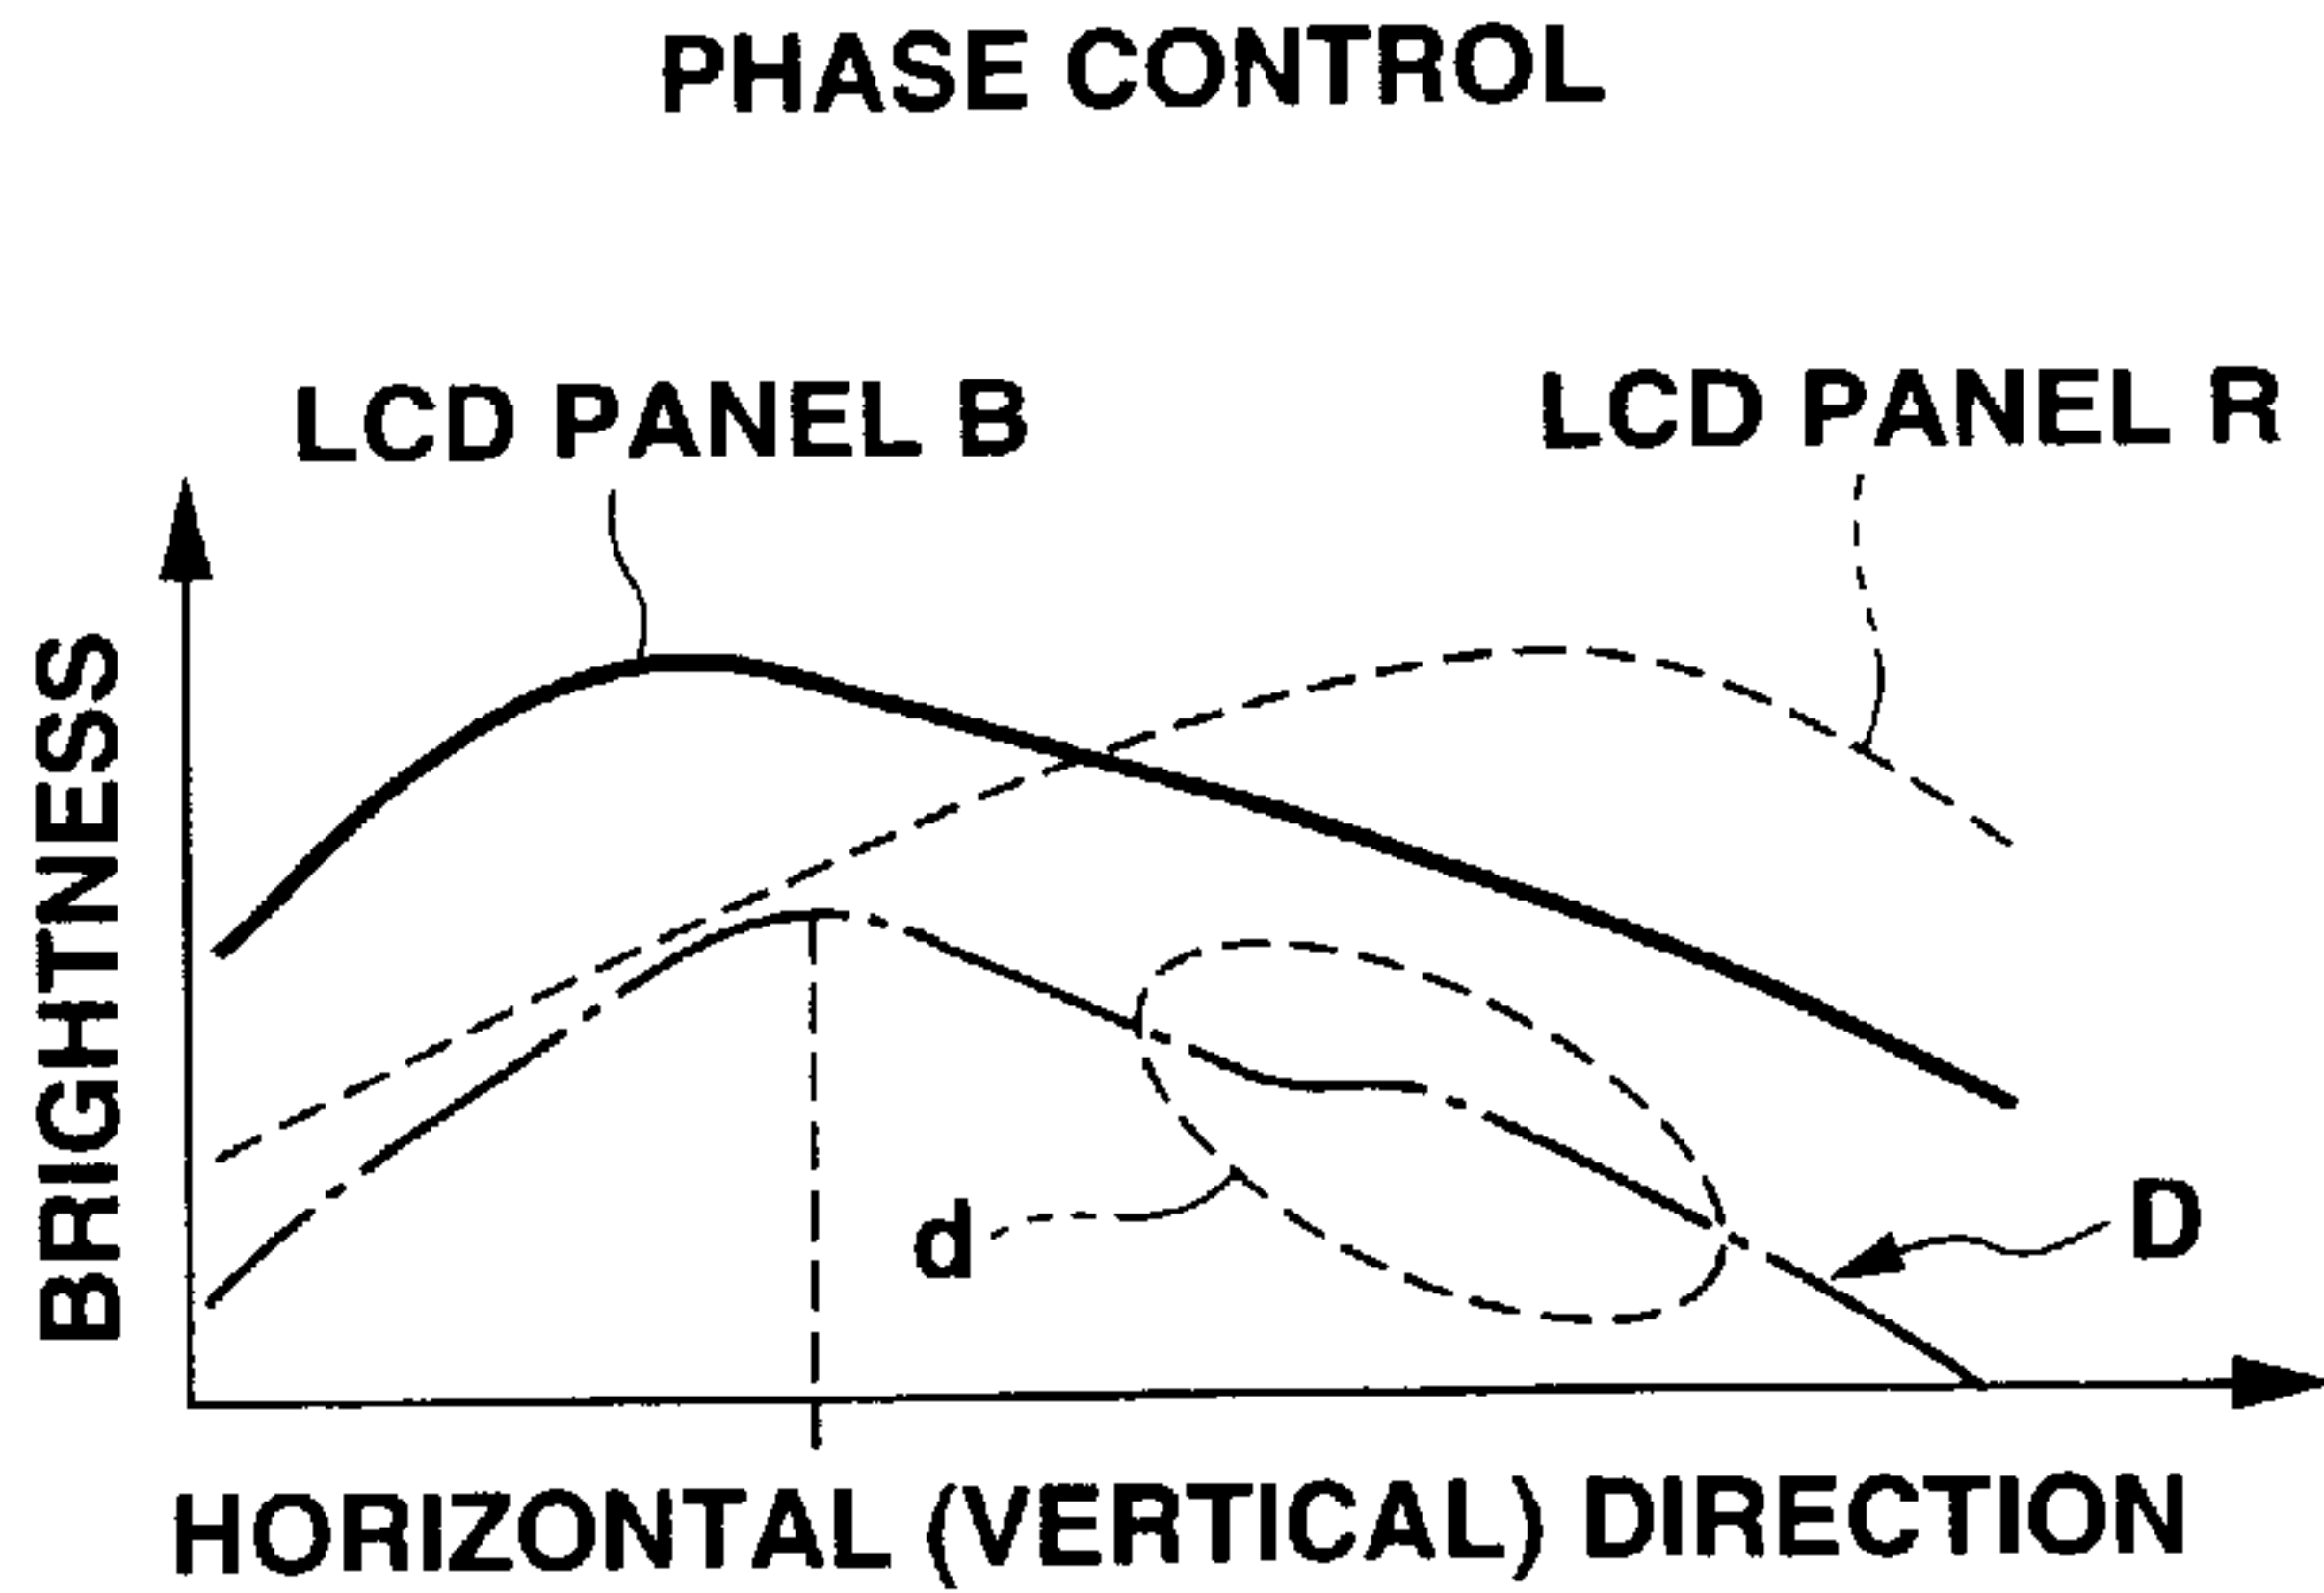 PHASE CONTROL
LCD PANEL B
LCD PANEL R
BRIGHTNESS
d
D
HORIZONTAL (VERTICAL) DIRECTION